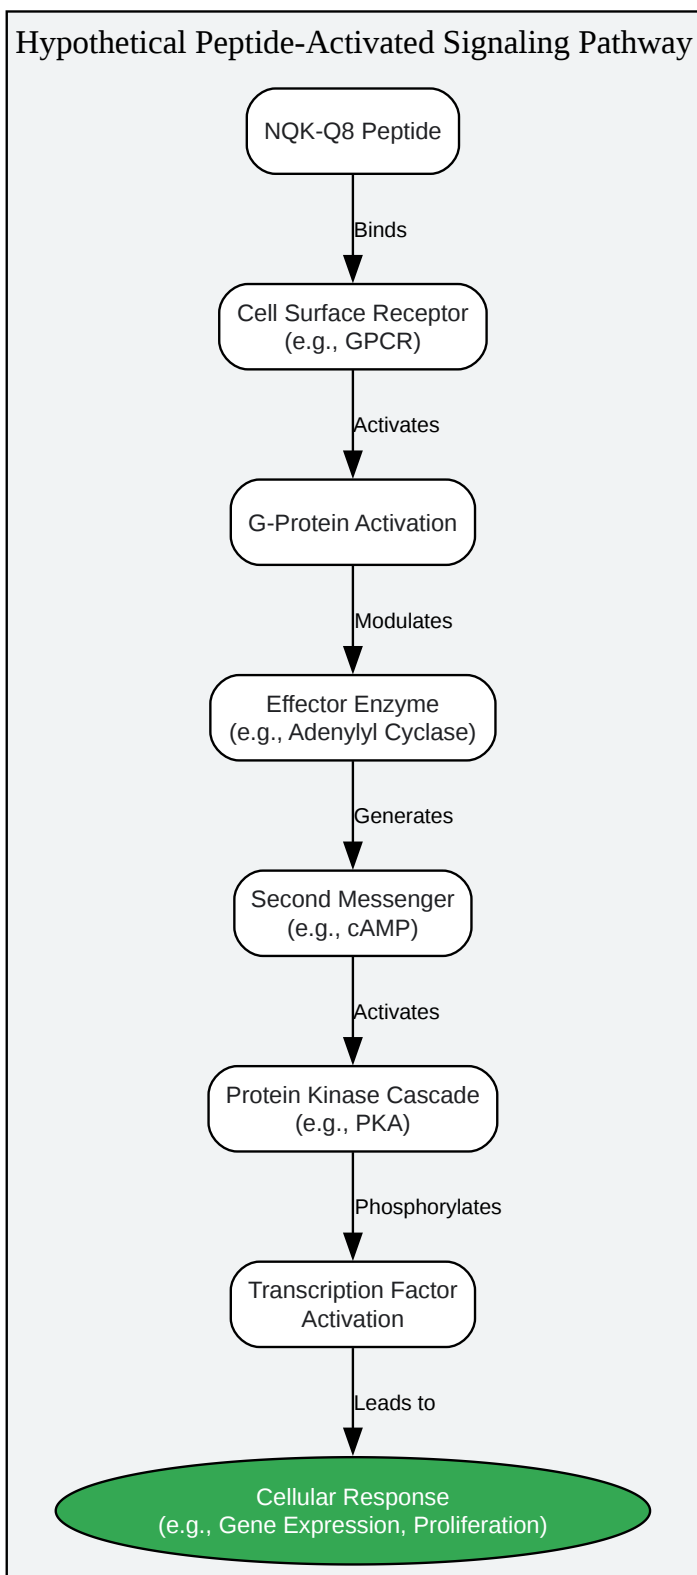 Hypothetical Peptide-Activated Signaling Pathway
NQK-Q8 Peptide
Binds
Cell Surface Receptor
(e.g., GPCR)
Activates
G-Protein Activation
Modulates
Effector Enzyme
(e.g., Adenylyl Cyclase)
Generates
Second Messenger
(e.g., cAMP)
Activates
Protein Kinase Cascade
(e.g., PKA)
Phosphorylates
Transcription Factor
Activation
Leads to
Cellular Response
(e.g., Gene Expression, Proliferation)